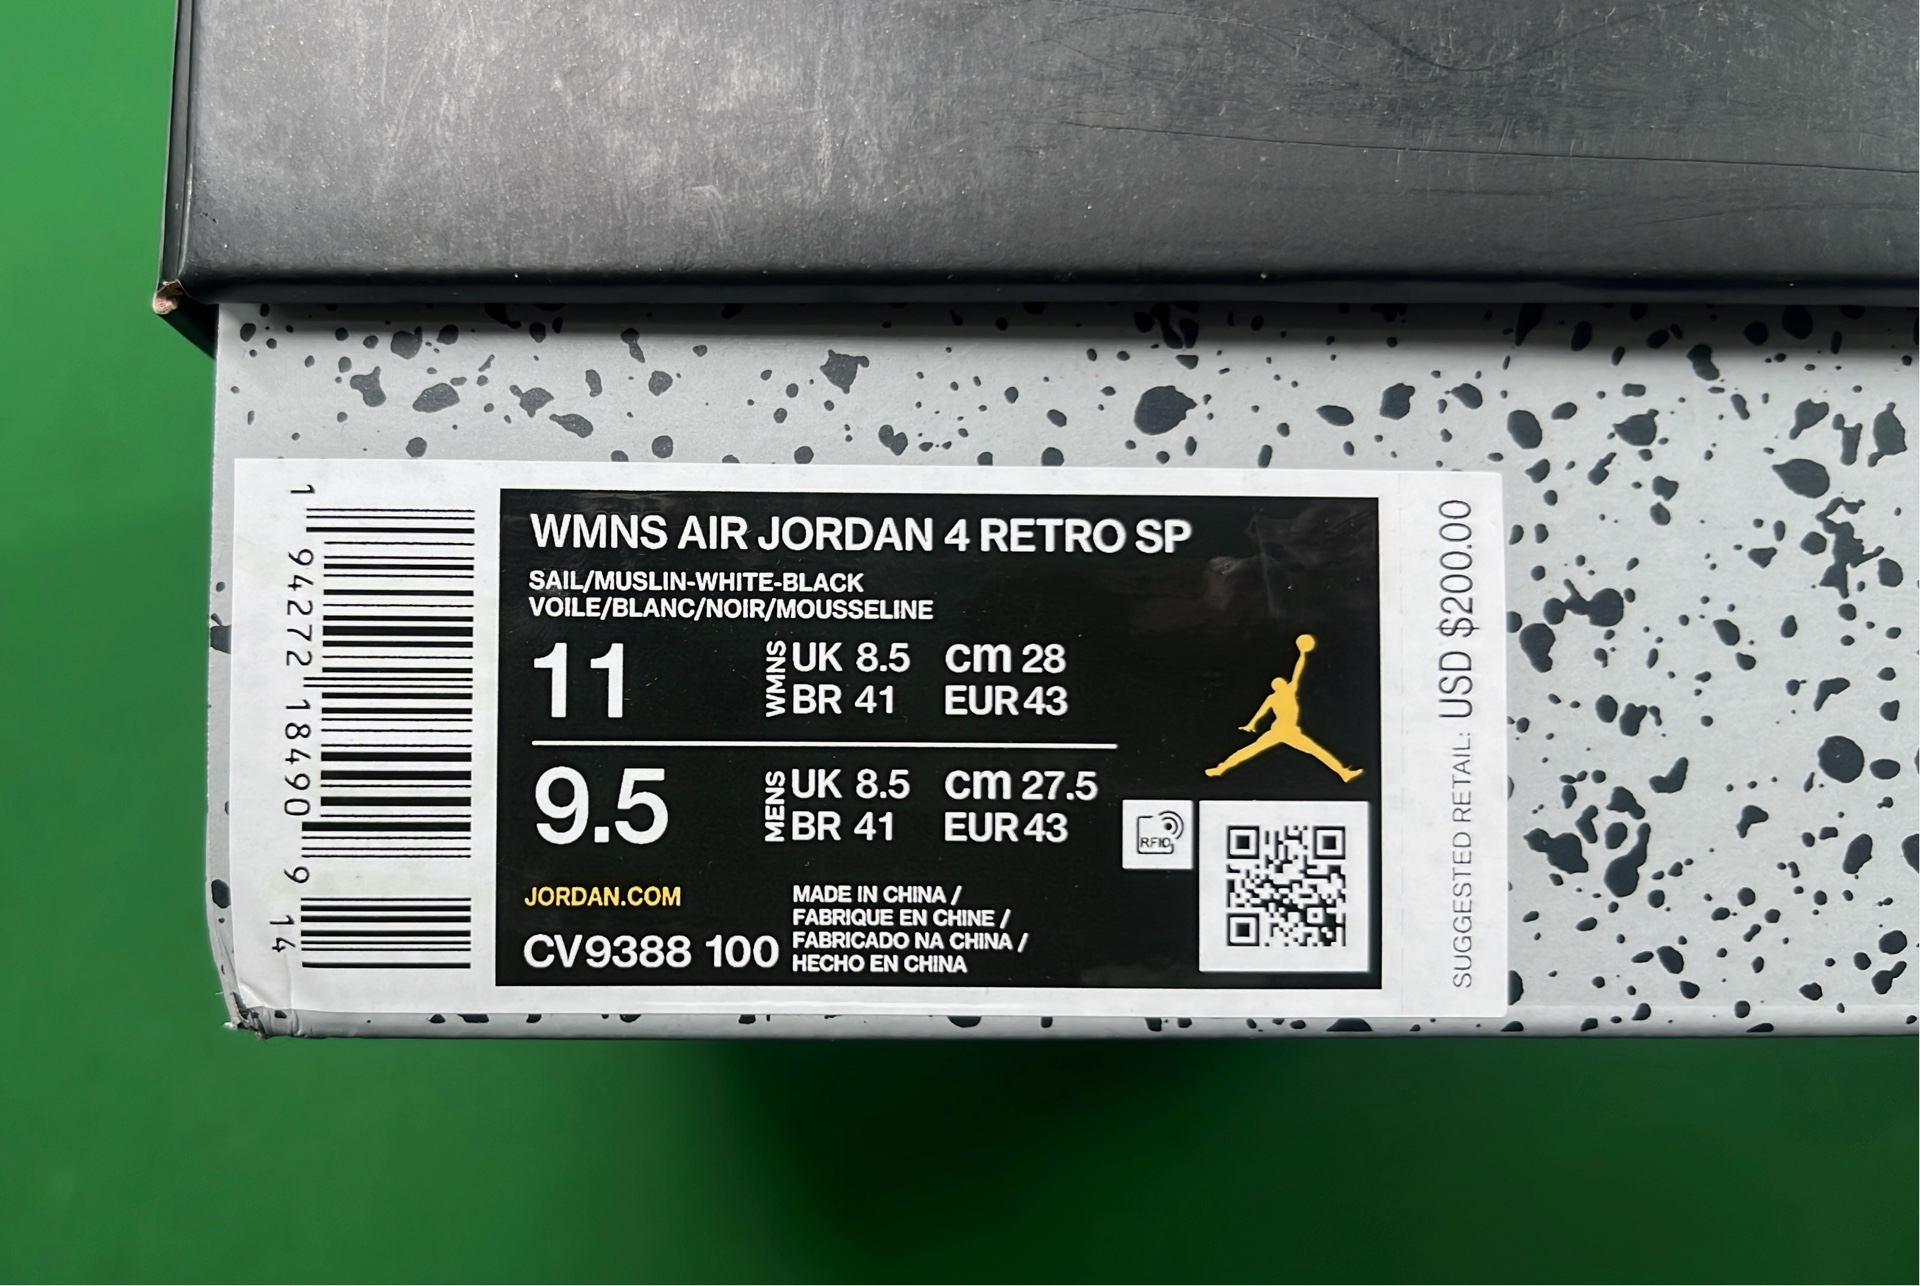 1 94272 18490 9 14
WMNS AIR JORDAN 4 RETRO SP
SAIL/MUSLIN-WHITE-BLACK
VOILE/BLANC/NOIR/MOUSSELINE
11
WMNS
UK 8.5 cm 28
BR 41 EUR 43
9.5
MENS
UK 8.5 cm 27.5
BR 41 EUR 43
RFID
JORDAN.COM
CV9388 100
MADE IN CHINA /
FABRIQUE EN CHINE /
FABRICADO NA CHINA /
HECHO EN CHINA
SUGGESTED RETAIL: USD $200.00